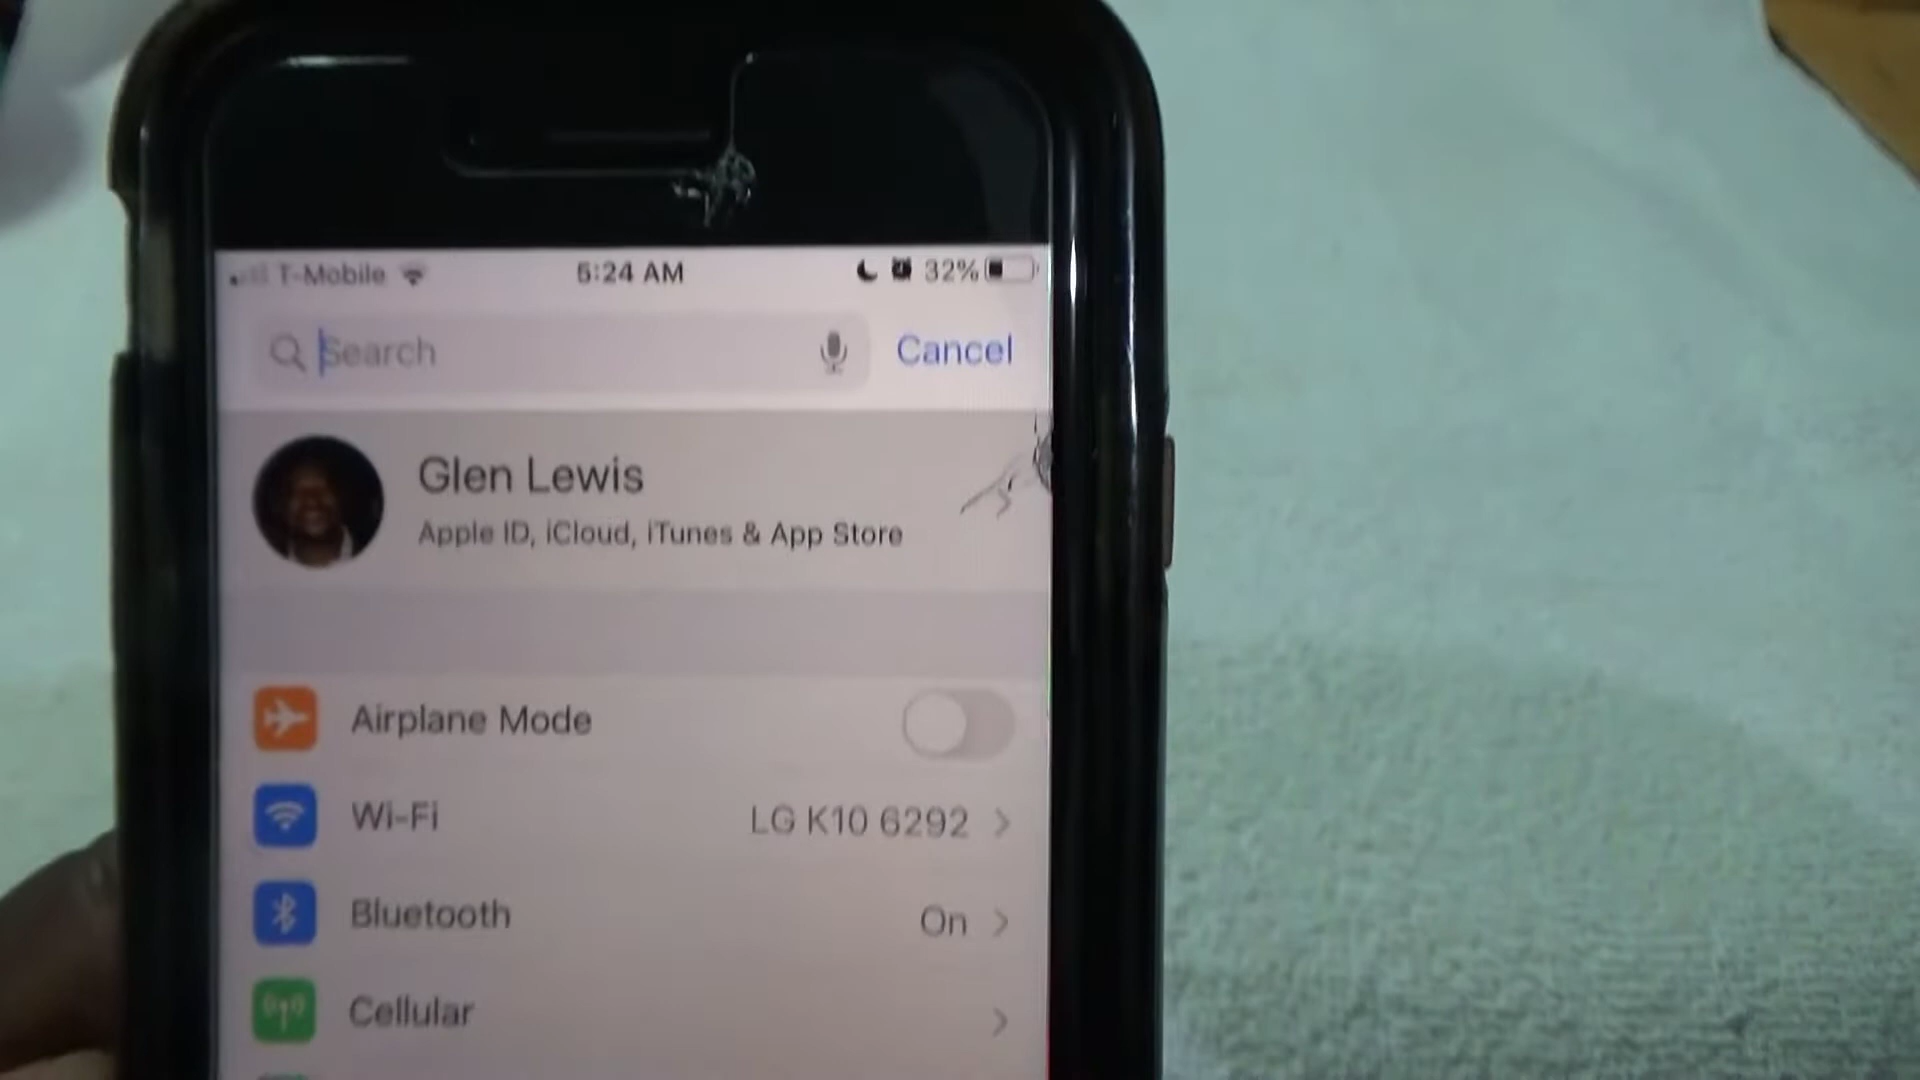 T-Mobile 5:24 AM 32%
Search Cancel
Glen Lewis
Apple ID, iCloud, iTunes & App Store
Airplane Mode
Wi-Fi LG K10 6292
Bluetooth On
Cellular